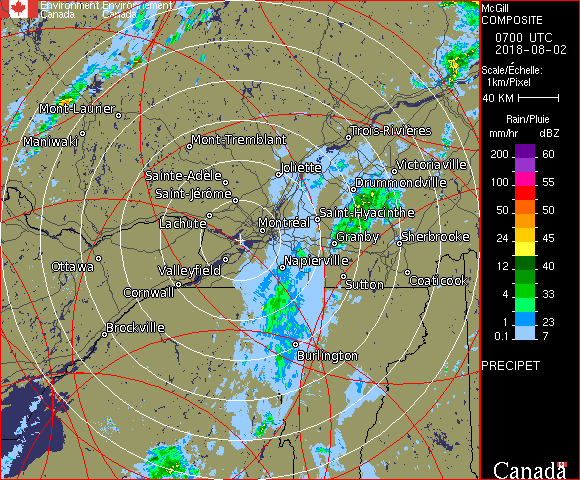 Environment Environnement
Canada Canada
McGill
COMPOSITE
0700 UTC
2018-08-02
Scale/Échelle:
1km/Pixel
40 KM
Rain/Pluie
mm/hr dBZ
200 60
100 55
50 50
24 45
12 40
4 33
1 23
0.1 7
PRECIPET
Canada
Mont-Laurier
Maniwaki
Mont-Tremblant
Trois-Rivières
Joliette
Victoriaville
Sainte-Adèle
Drummondville
Saint-Jérôme
Saint-Hyacinthe
Lachute
Montréal
Granby
Sherbrooke
Ottawa
Valleyfield
Napierville
Cornwall
Sutton
Coaticook
Brockville
Burlington